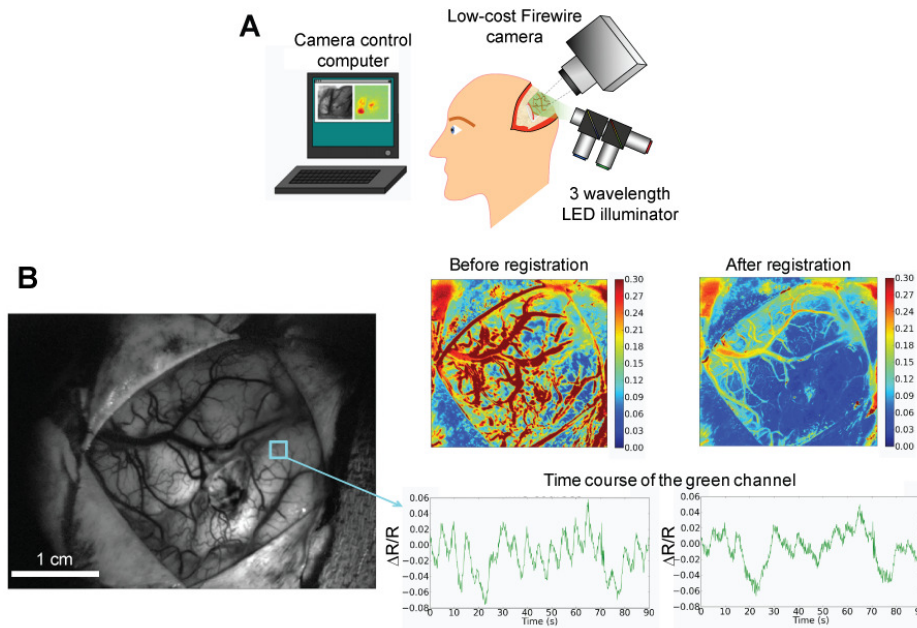 A
Low-cost Firewire
camera
Camera control
computer
3 wavelength
LED illuminator
B
Before registration
After registration
0.30
0.27
0.24
0.21
0.18
0.15
0.12
0.09
0.06
0.03
0.00
0.30
0.27
0.24
0.21
0.18
0.15
0.12
0.09
0.06
0.03
0.00
1 cm
Time course of the green channel
ΔR/R
0.06
0.04
0.02
0.00
−0.02
−0.04
−0.06
−0.08
0 10 20 30 40 50 60 70 80 90
Time (s)
ΔR/R
0.06
0.04
0.02
0.00
−0.02
−0.04
−0.06
−0.08
0 10 20 30 40 50 60 70 80 90
Time (s)